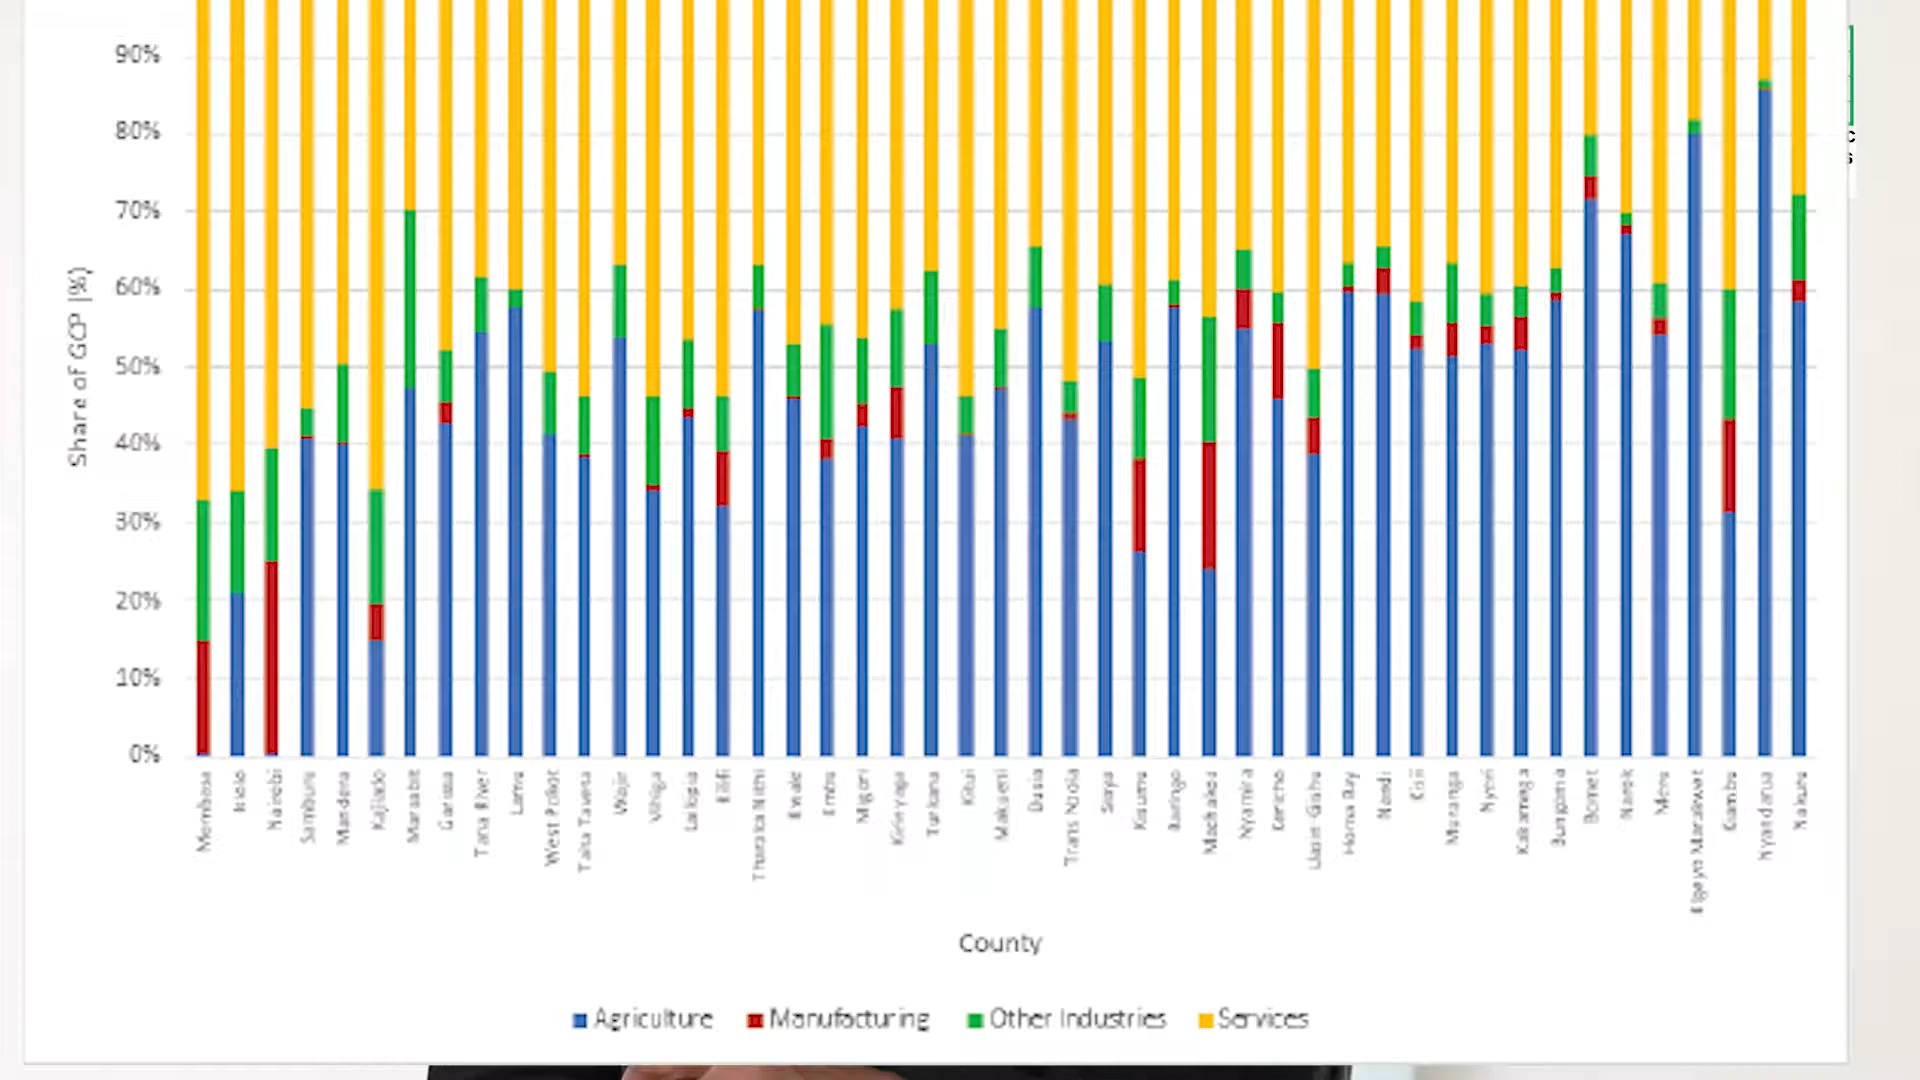 90%
80%
70%
60%
50%
40%
30%
20%
10%
0%
Share of GCP (%)
Mombasa
Isiolo
Nairobi
Samburu
Mandera
Kajiado
Marsabit
Garissa
Tana River
Lamu
West Pokot
Taita Taveta
Wajir
Vihiga
Laikipia
Kilifi
Tharaka Nithi
Kwale
Embu
Migori
Kirinyaga
Turkana
Kitui
Makueni
Busia
Trans Nzoia
Siaya
Kisumu
Baringo
Machakos
Nyamira
Kericho
Uasin Gishu
Homa Bay
Nandi
Kisii
Muranga
Nyeri
Kakamega
Bungoma
Bomet
Narok
Meru
Elgeyo Marakwet
Kiambu
Nyandarua
Nakuru
County
Agriculture Manufacturing Other Industries Services